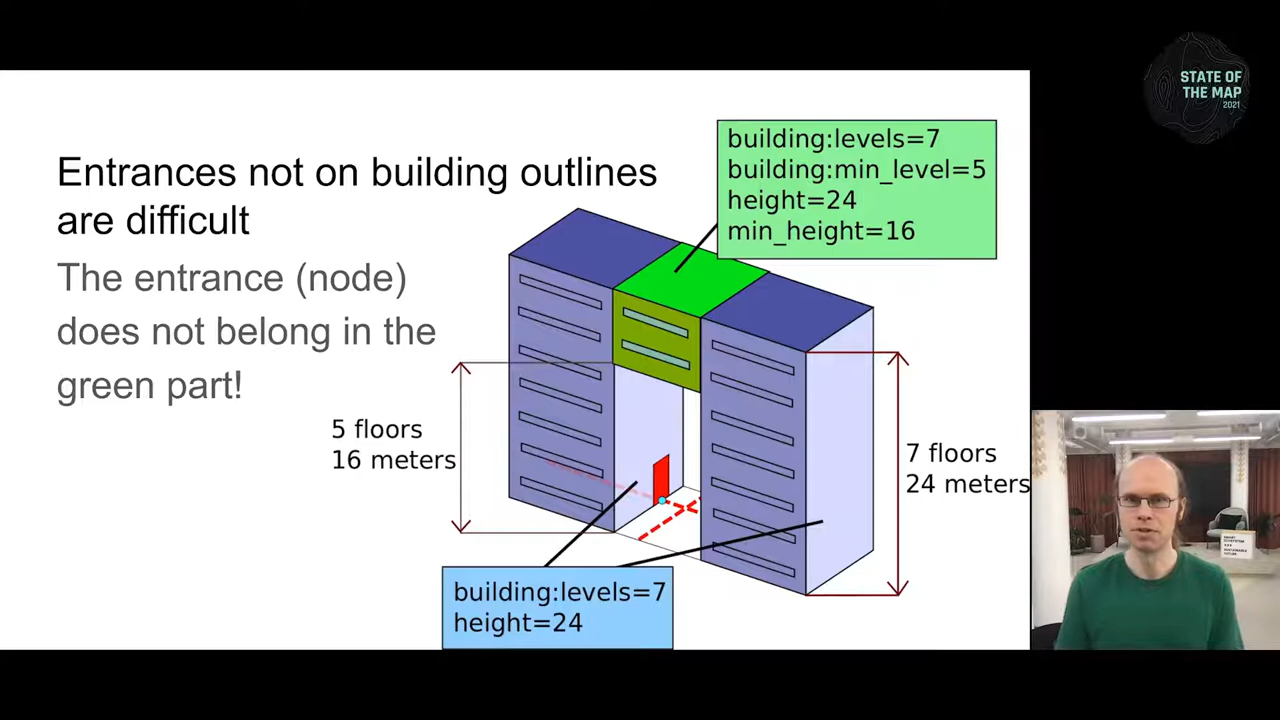 STATE OF
THE MAP
2021
Entrances not on building outlines
are difficult
The entrance (node)
does not belong in the
green part!
building:levels=7
building:min_level=5
height=24
min_height=16
5 floors
16 meters
7 floors
24 meters
building:levels=7
height=24